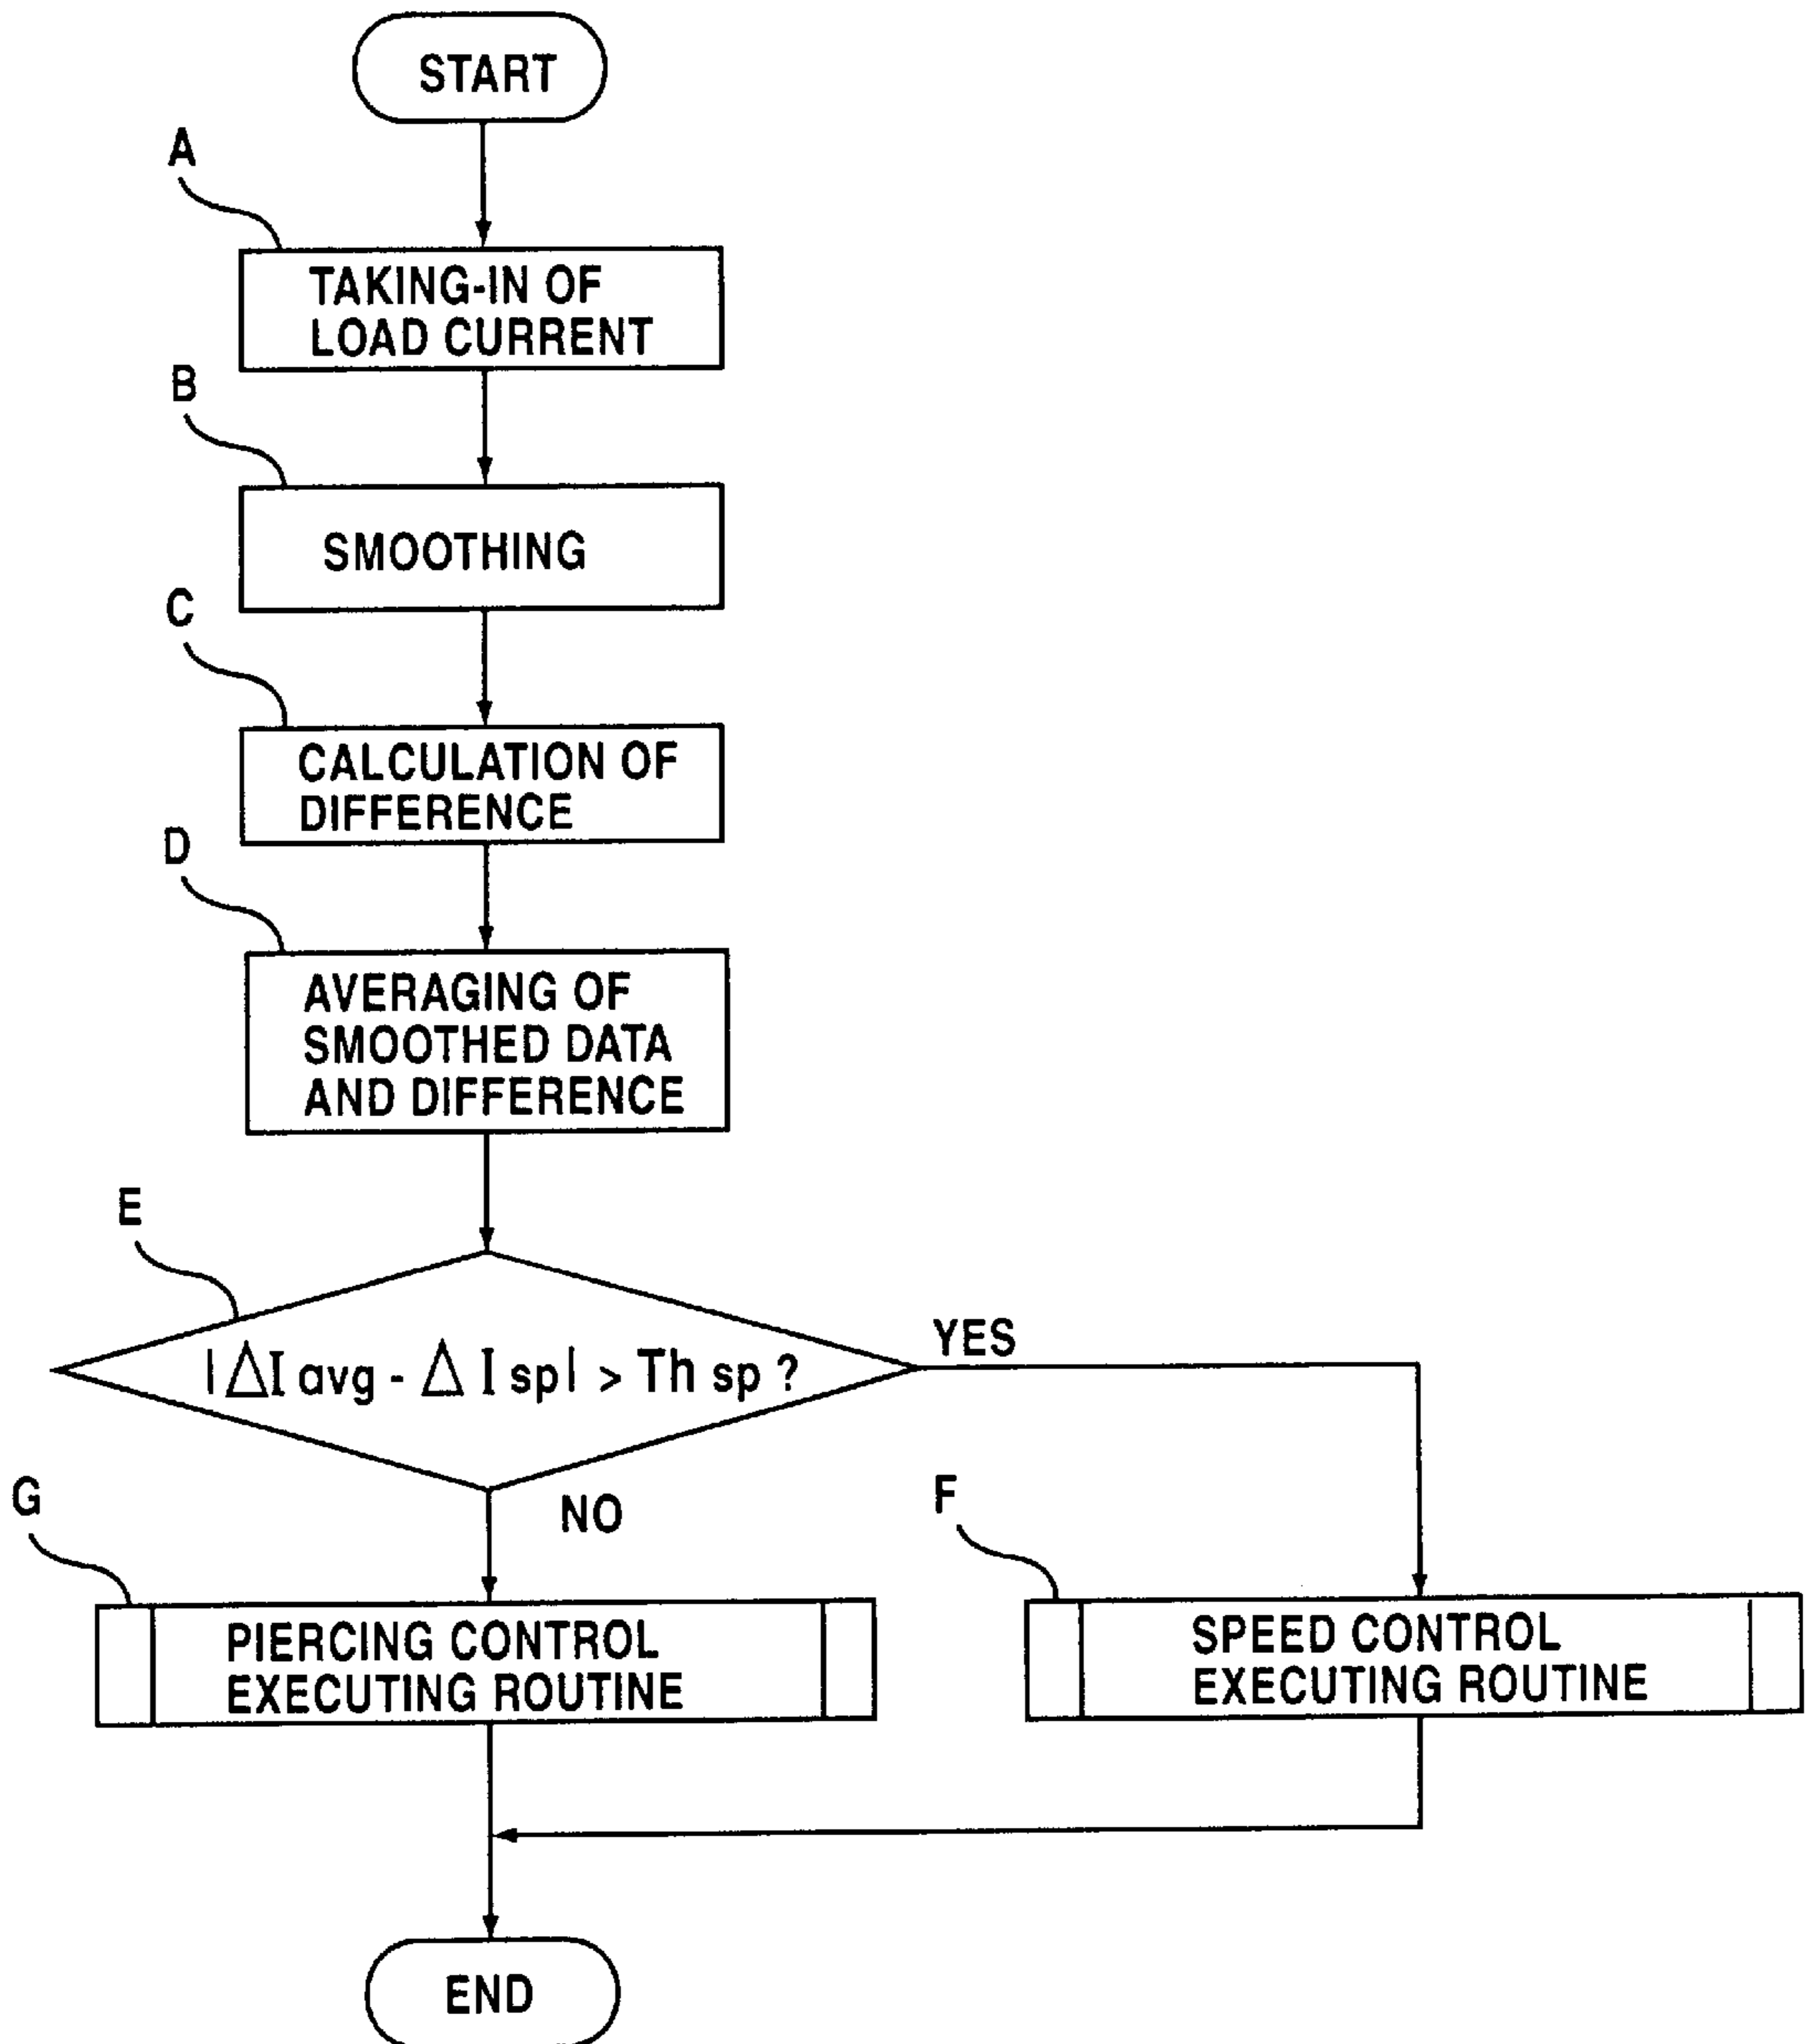 START
A
TAKING-IN OF
LOAD CURRENT
B
SMOOTHING
C
CALCULATION OF
DIFFERENCE
D
AVERAGING OF
SMOOTHED DATA
AND DIFFERENCE
E
|ΔI avg - Δ I sp| > Th sp ?
YES
NO
G
PIERCING CONTROL
EXECUTING ROUTINE
F
SPEED CONTROL
EXECUTING ROUTINE
END